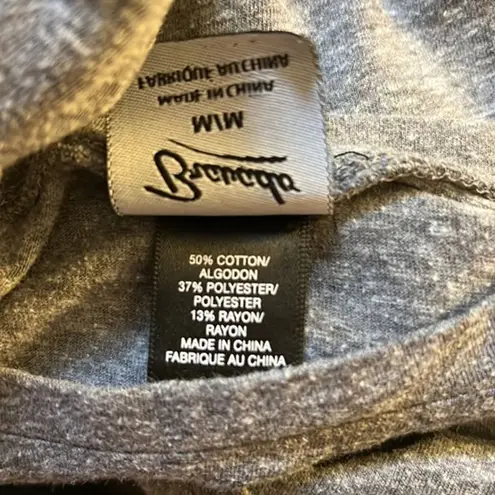 Bravado
M/M
MADE IN CHINA
FABRIQUE AU CHINA
50% COTTON/
ALGODON
37% POLYESTER/
POLYESTER
13% RAYON/
RAYON
MADE IN CHINA
FABRIQUE AU CHINA